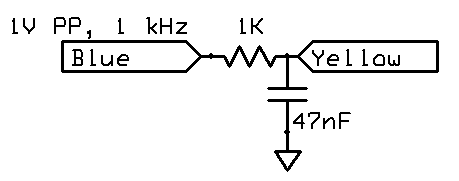 1V PP, 1 kHz
1K
Blue
Yellow
47nF